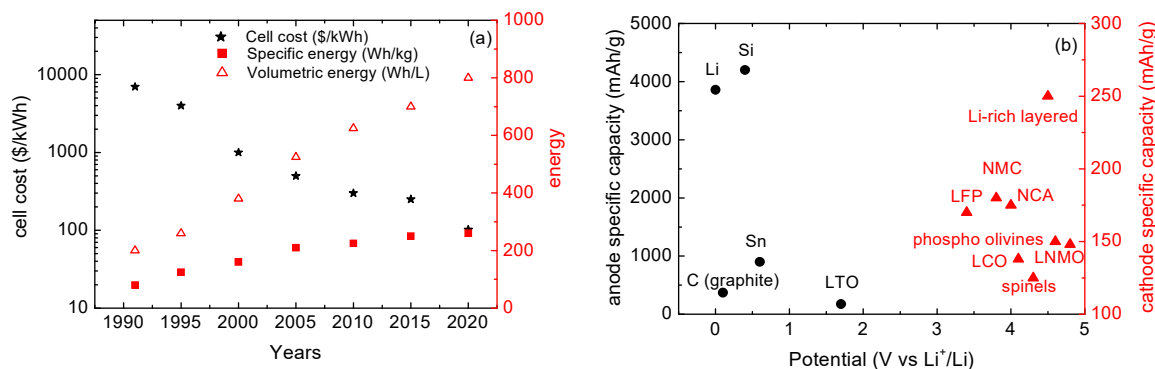 Cell cost ($/kWh)
Specific energy (Wh/kg)
Volumetric energy (Wh/L)
(a)
cell cost ($/kWh)
10000
1000
100
10
1000
800
600
400
200
0
energy
1990 1995 2000 2005 2010 2015 2020
Years
(b)
anode specific capacity (mAh/g)
5000
4000
3000
2000
1000
0
Si
Li
Sn
C (graphite)
LTO
Li-rich layered
NMC
LFP
NCA
phospho olivines
LCO
LNMO
spinels
300
250
200
150
100
cathode specific capacity (mAh/g)
0 1 2 3 4 5
Potential (V vs Li⁺/Li)